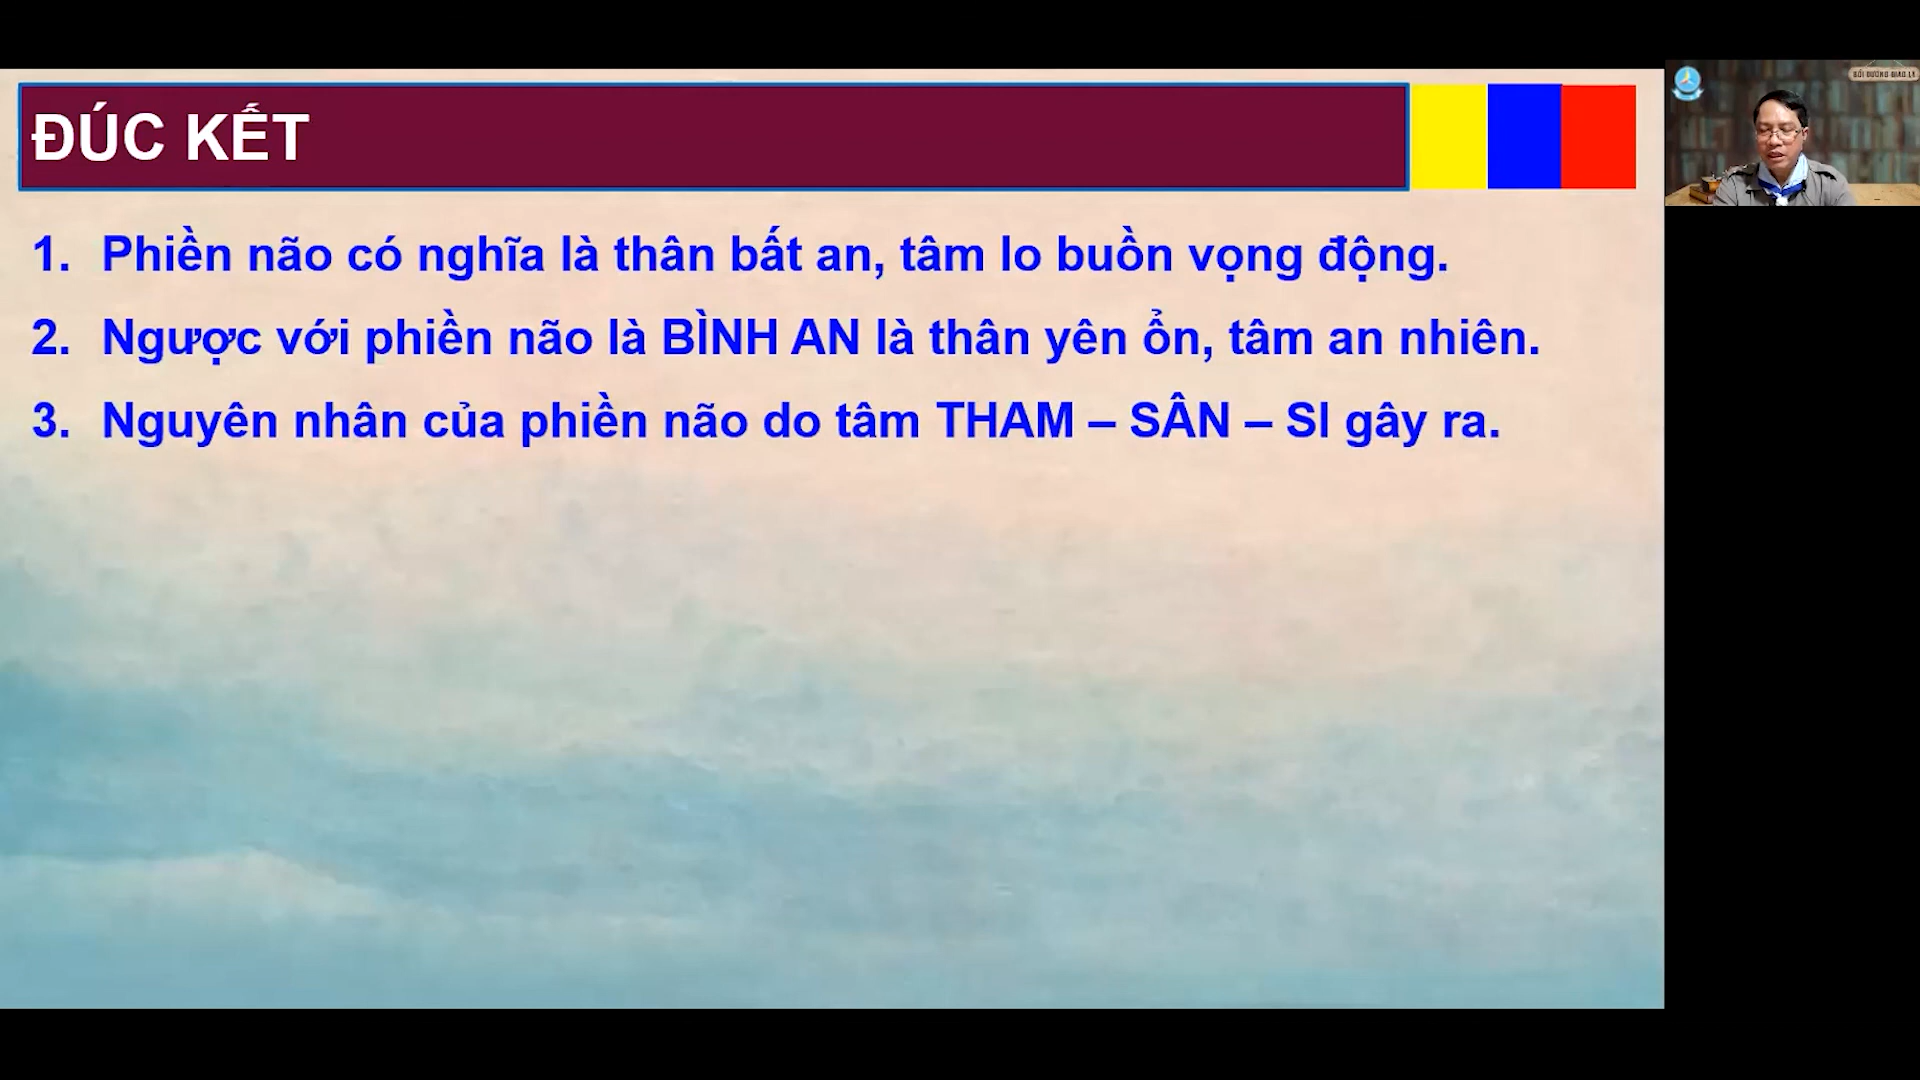 ĐÚC KẾT
1. Phiền não có nghĩa là thân bất an, tâm lo buồn vọng động.
2. Ngược với phiền não là BÌNH AN là thân yên ổn, tâm an nhiên.
3. Nguyên nhân của phiền não do tâm THAM – SÂN – SI gây ra.